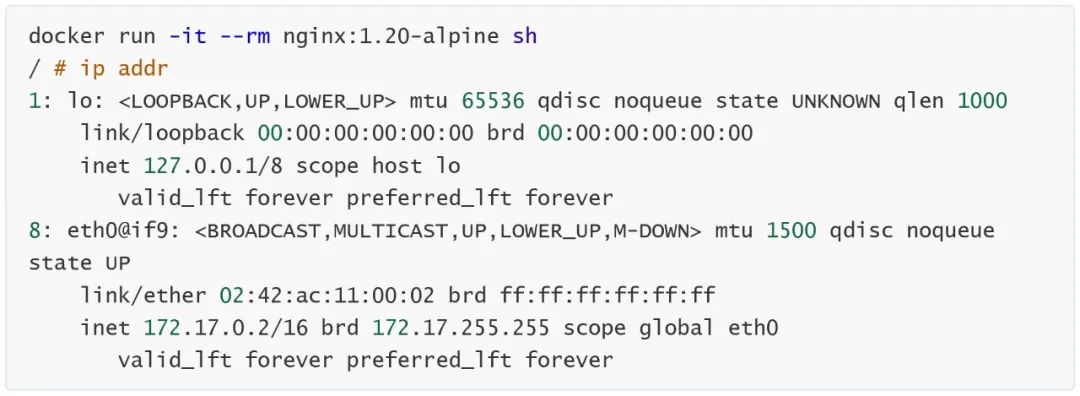 docker run -it --rm nginx:1.20-alpine sh
/ # ip addr
1: lo: <LOOPBACK,UP,LOWER_UP> mtu 65536 qdisc noqueue state UNKNOWN qlen 1000
    link/loopback 00:00:00:00:00:00 brd 00:00:00:00:00:00
    inet 127.0.0.1/8 scope host lo
       valid_lft forever preferred_lft forever
8: eth0@if9: <BROADCAST,MULTICAST,UP,LOWER_UP,M-DOWN> mtu 1500 qdisc noqueue
state UP
    link/ether 02:42:ac:11:00:02 brd ff:ff:ff:ff:ff:ff
    inet 172.17.0.2/16 brd 172.17.255.255 scope global eth0
       valid_lft forever preferred_lft forever